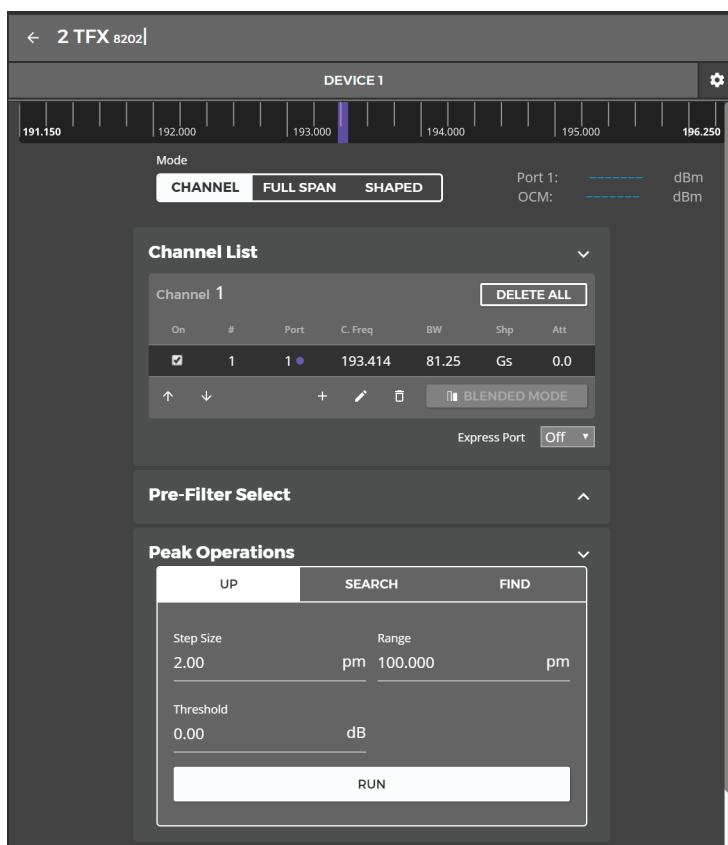 2 TFX 8202
DEVICE 1
191.150 192.000 193.000 194.000 195.000 196.250
Mode
CHANNEL FULL SPAN SHAPED
Port 1: ------- dBm
OCM: ------- dBm
Channel List
Channel 1 DELETE ALL
On # Port C. Freq BW Shp Att
1 1 193.414 81.25 Gs 0.0
BLENDED MODE
Express Port Off
Pre-Filter Select
Peak Operations
UP SEARCH FIND
Step Size Range
2.00 pm 100.000 pm
Threshold
0.00 dB
RUN